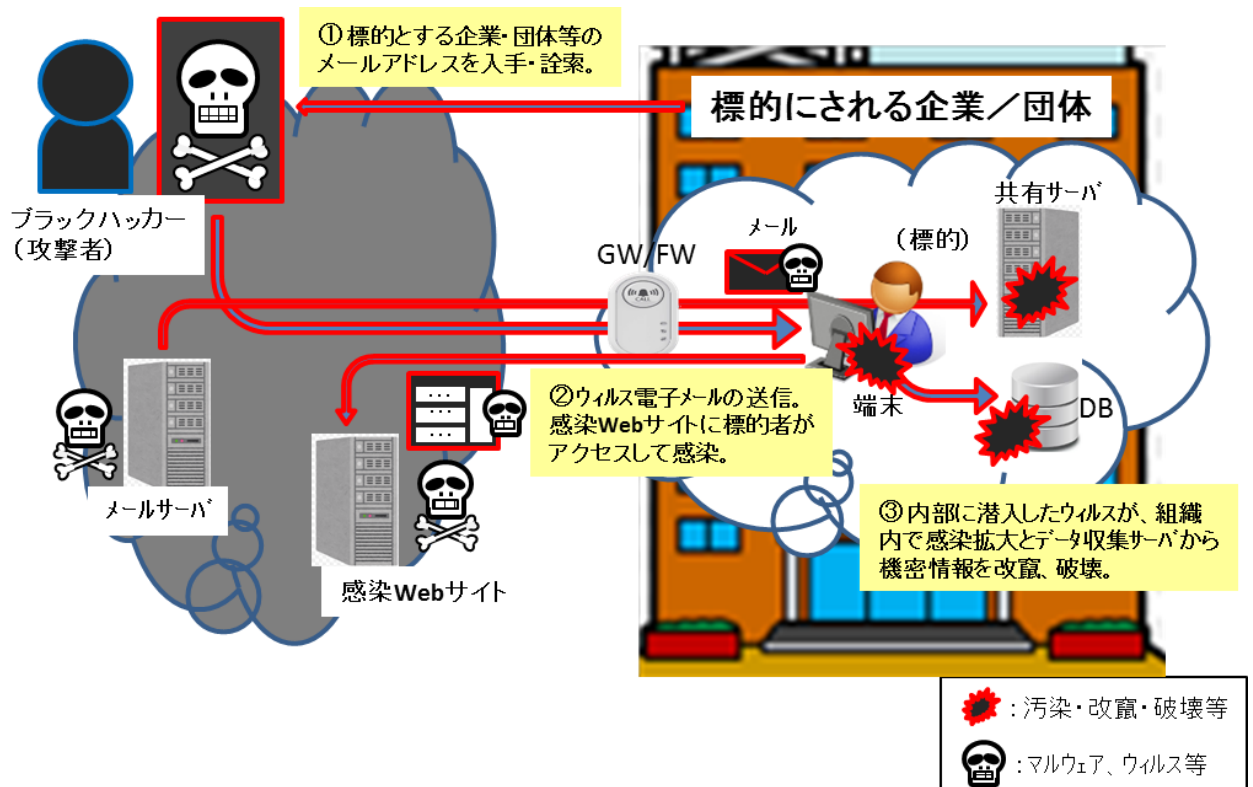 ①標的とする企業・団体等の
メールアドレスを入手・詮索。
標的にされる企業／団体
ブラックハッカー
（攻撃者）
共有サーバ
メール
（標的）
GW/FW
CALL
端末
DB
②ウィルス電子メールの送信。
感染Webサイトに標的者が
アクセスして感染。
メールサーバ
感染Webサイト
③内部に潜入したウィルスが、組織
内で感染拡大とデータ収集サーバから
機密情報を改竄、破壊。
：汚染・改竄・破壊等
：マルウェア、ウィルス等